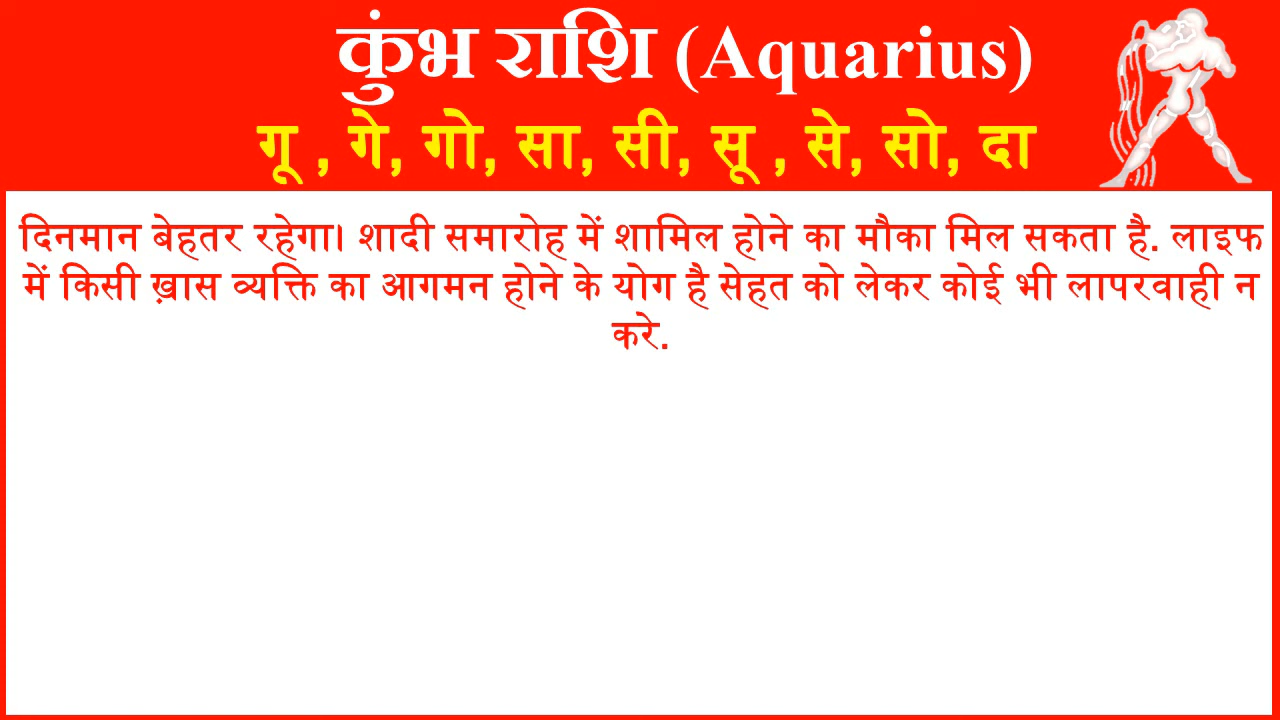 कुंभ राशि (Aquarius)
गू , गे, गो, सा, सी, सू , से, सो, दा
दिनमान बेहतर रहेगा। शादी समारोह में शामिल होने का मौका मिल सकता है. लाइफ
में किसी ख़ास व्यक्ति का आगमन होने के योग है सेहत को लेकर कोई भी लापरवाही न
करे.